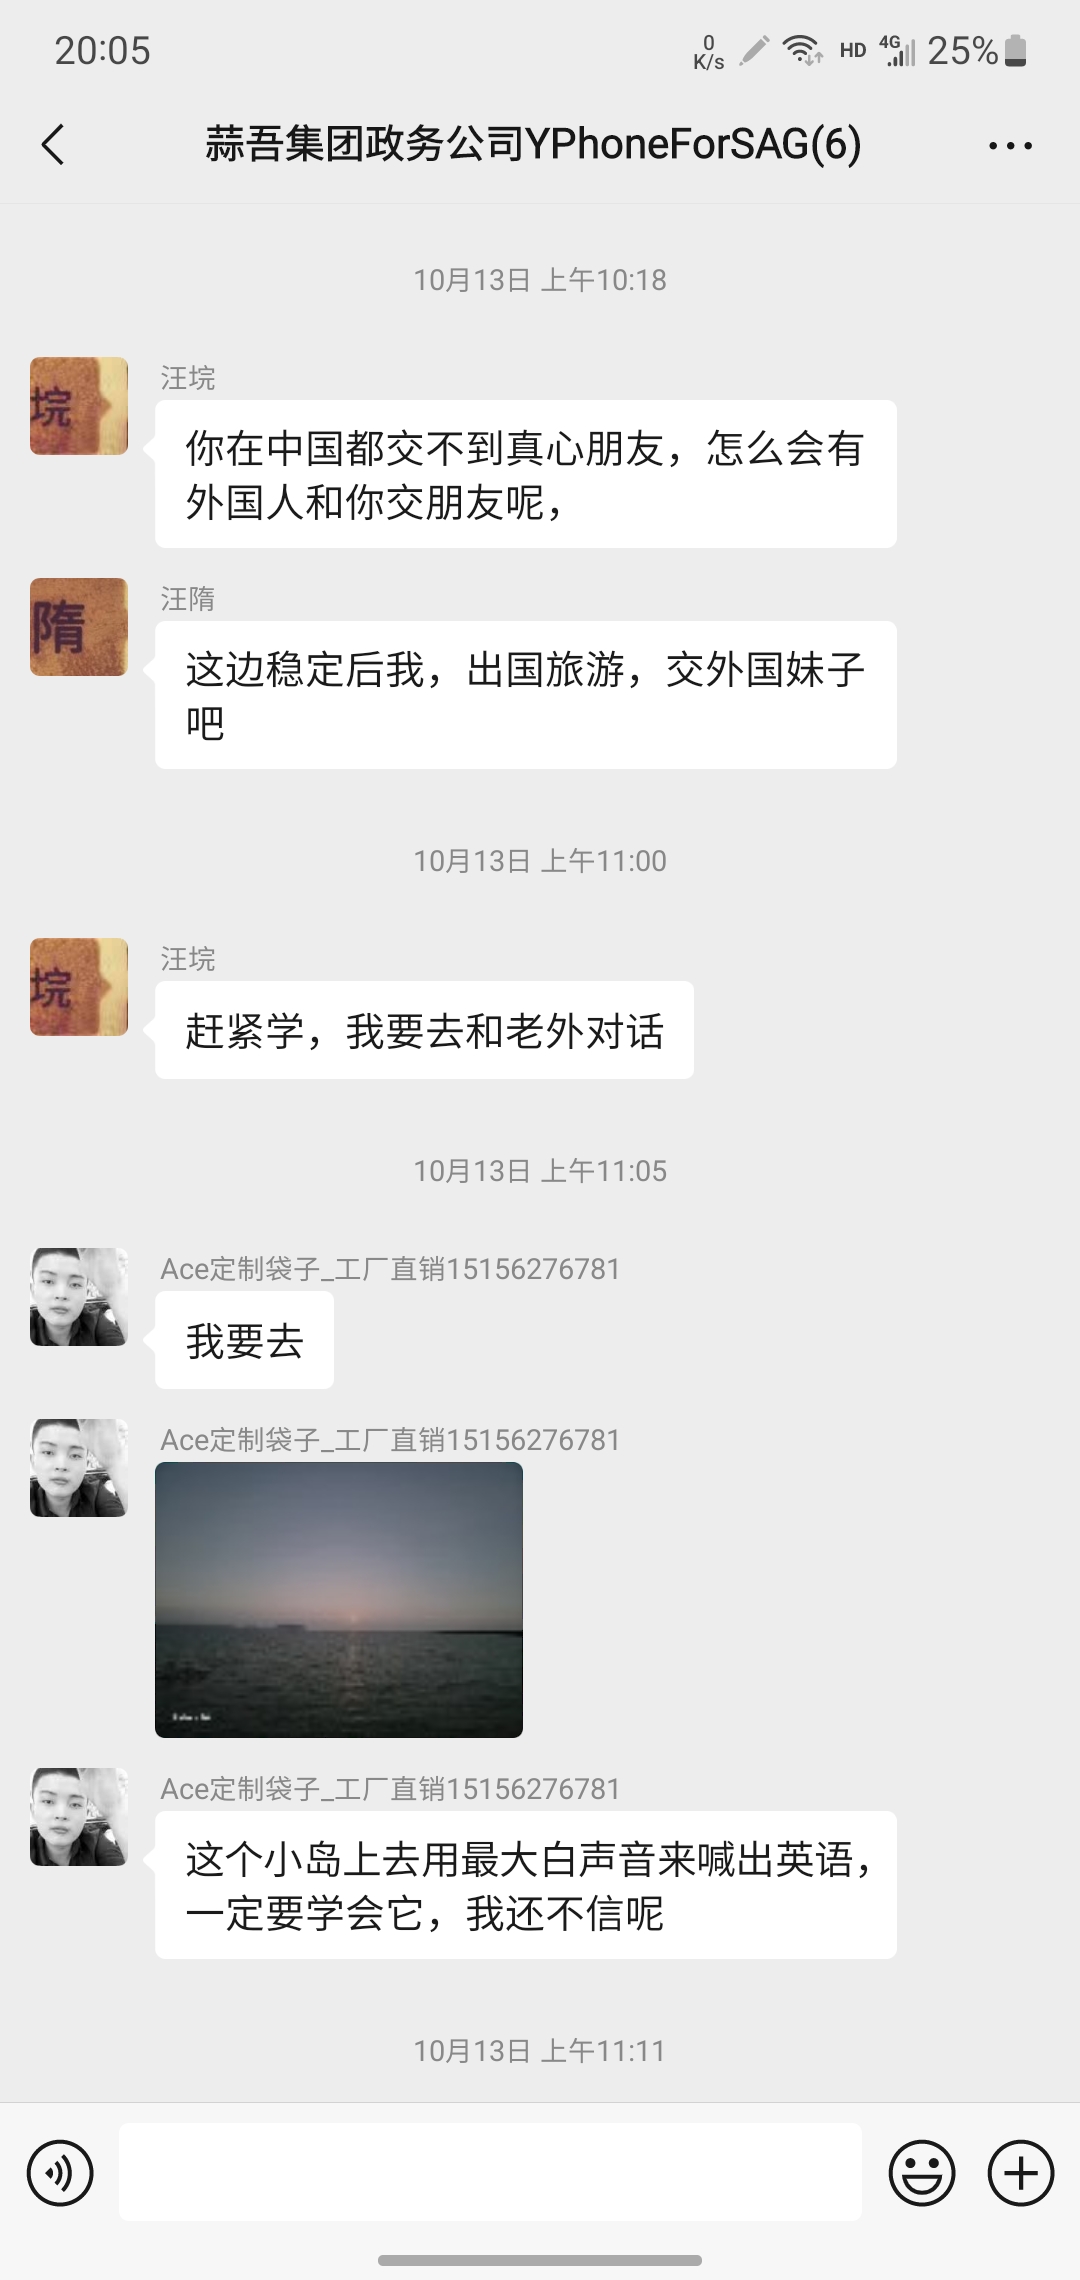 20:05
0
K/s
HD
4G
25%
蒜吾集团政务公司YPhoneForSAG(6)
10月13日 上午10:18
汪垸
垸
你在中国都交不到真心朋友，怎么会有
外国人和你交朋友呢，
汪隋
隋
这边稳定后我，出国旅游，交外国妹子
吧
10月13日 上午11:00
汪垸
垸
赶紧学，我要去和老外对话
10月13日 上午11:05
Ace定制袋子_工厂直销15156276781
我要去
Ace定制袋子_工厂直销15156276781
Ace定制袋子_工厂直销15156276781
这个小岛上去用最大白声音来喊出英语，
一定要学会它，我还不信呢
10月13日 上午11:11